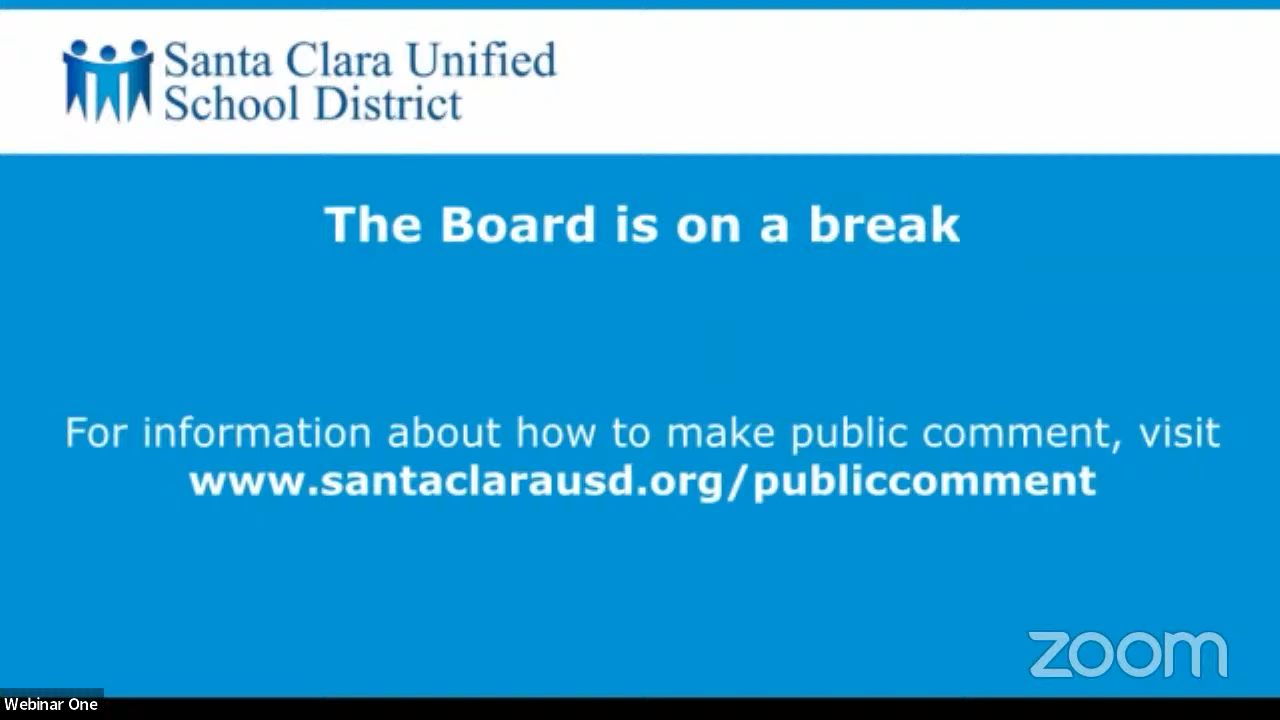 Santa Clara Unified
School District
The Board is on a break
For information about how to make public comment, visit
www.santaclarausd.org/publiccomment
zoom
Webinar One